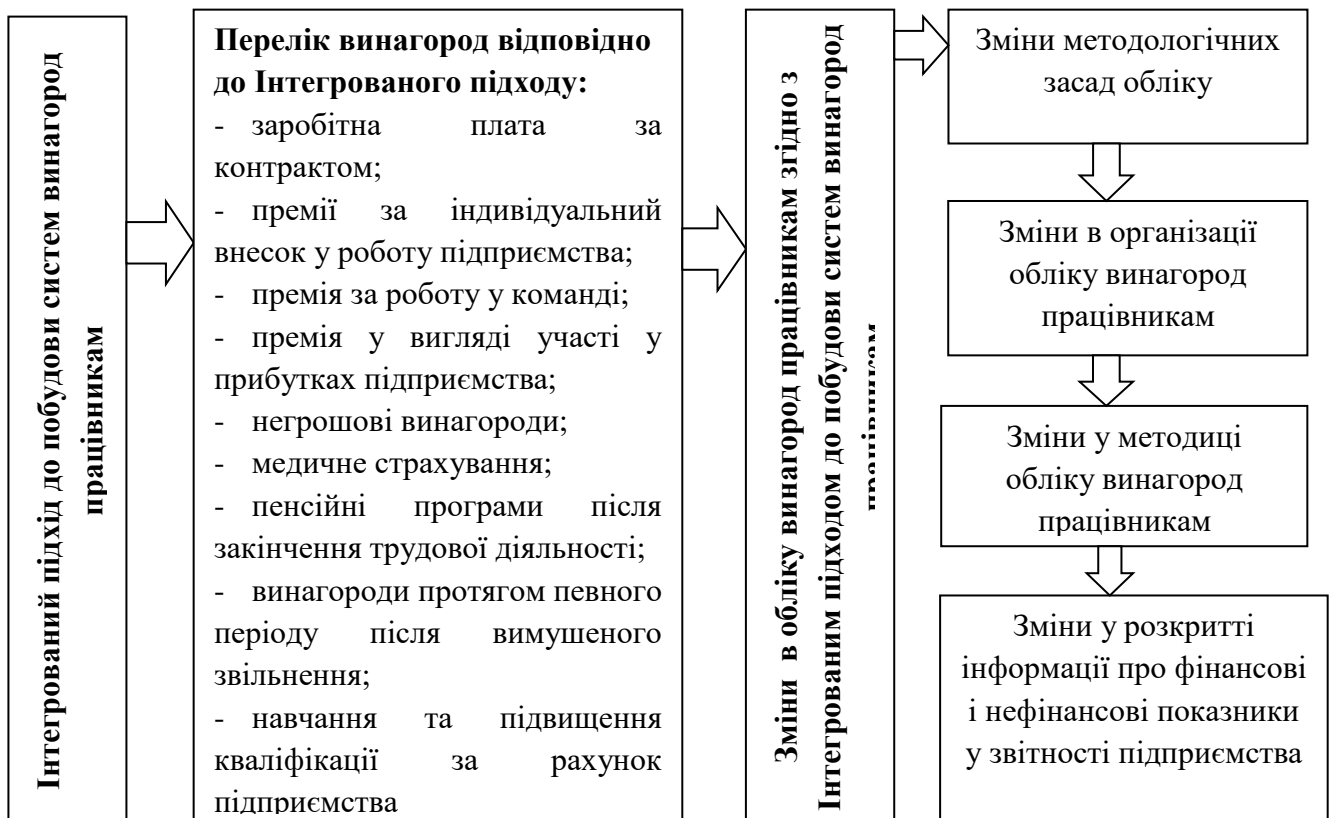 Інтегрований підхід до побудови систем винагород
працівникам
Перелік винагород відповідно
до Інтегрованого підходу:
- заробітна плата за
контрактом;
- премії за індивідуальний
внесок у роботу підприємства;
- премія за роботу у команді;
- премія у вигляді участі у
прибутках підприємства;
- негрошові винагороди;
- медичне страхування;
- пенсійні програми після
закінчення трудової діяльності;
- винагороди протягом певного
періоду після вимушеного
звільнення;
- навчання та підвищення
кваліфікації за рахунок
підприємства
Зміни в обліку винагород працівникам згідно з
Інтегрованим підходом до побудови систем винагород
працівникам
Зміни методологічних
засад обліку
Зміни в організації
обліку винагород
працівникам
Зміни у методиці
обліку винагород
працівникам
Зміни у розкритті
інформації про фінансові
і нефінансові показники
у звітності підприємства